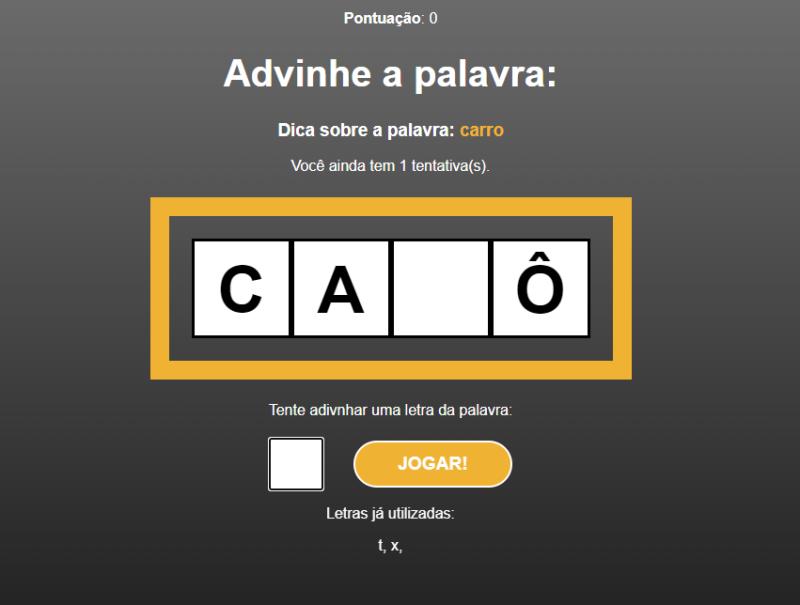 Pontuação: 0
Advinhe a palavra:
Dica sobre a palavra: carro
Você ainda tem 1 tentativa(s).
C A Ô
Tente adivnhar uma letra da palavra:
JOGAR!
Letras já utilizadas:
t, x,